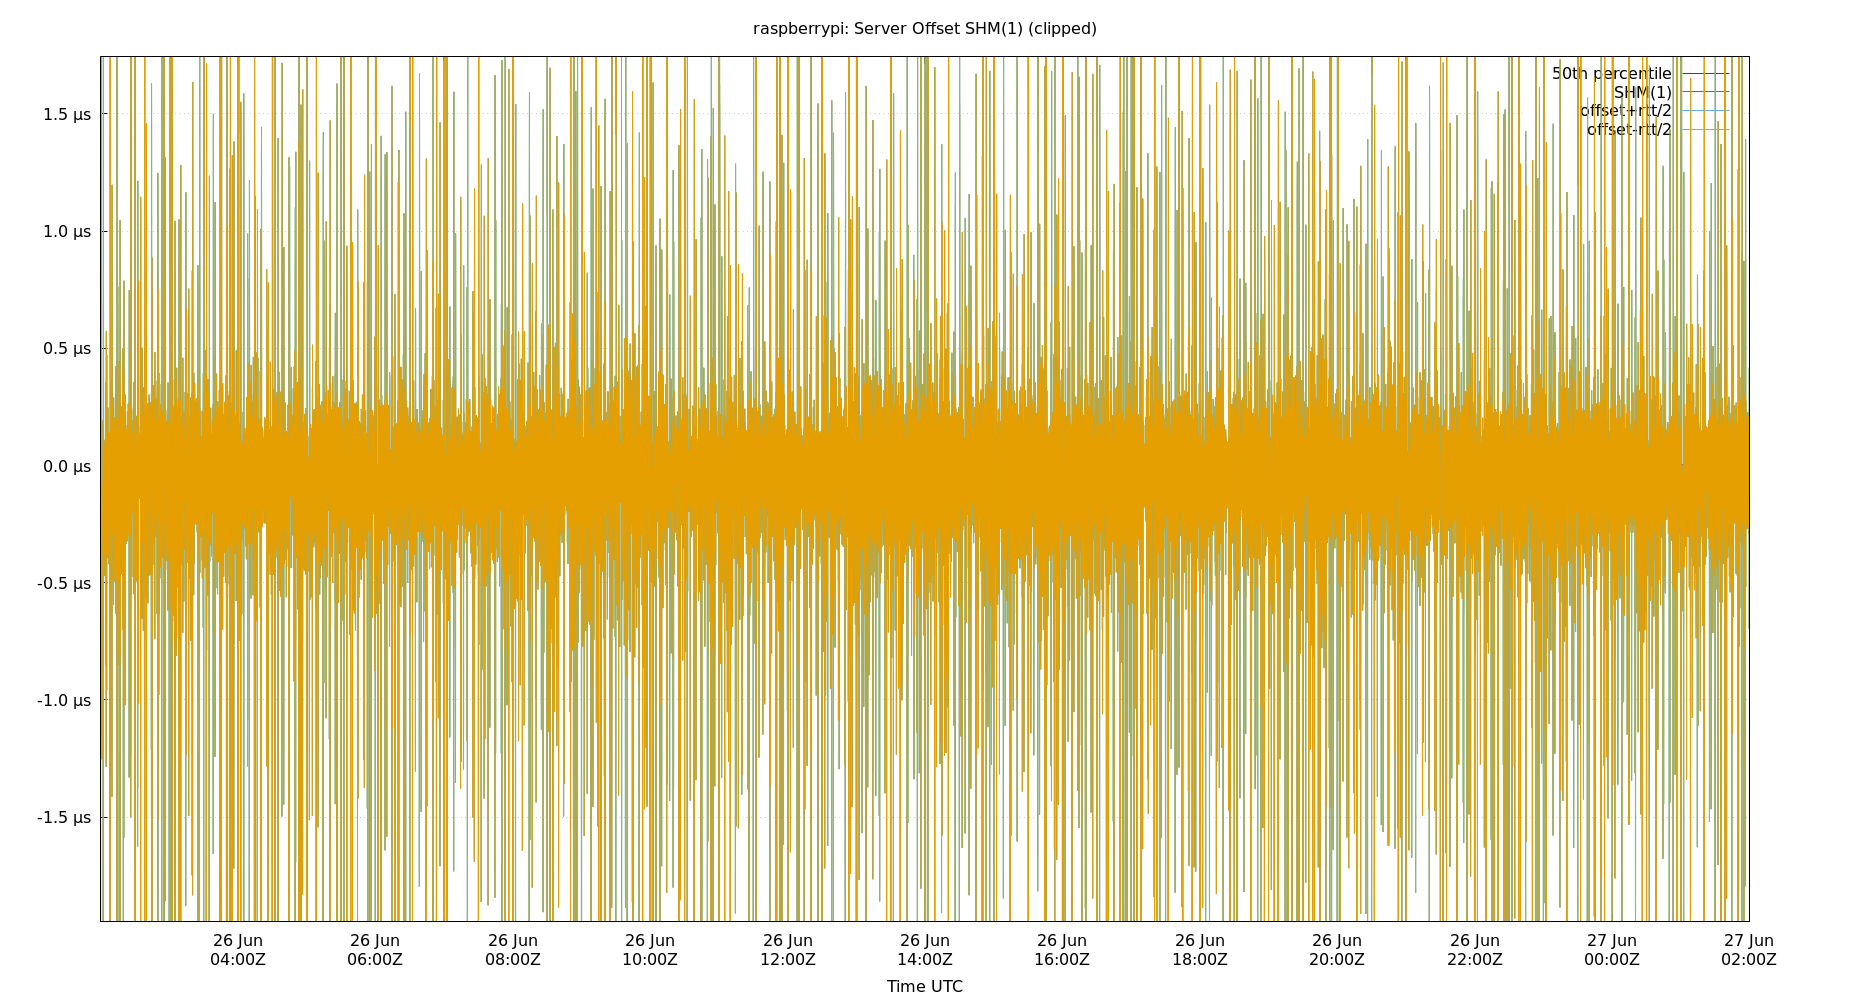 raspberrypi: Server Offset SHM(1) (clipped)
50th percentile
SHM(1)
offset+rtt/2
offset-rtt/2
1.5 µs
1.0 µs
0.5 µs
0.0 µs
-0.5 µs
-1.0 µs
-1.5 µs
26 Jun 26 Jun 26 Jun 26 Jun 26 Jun 26 Jun 26 Jun 26 Jun 26 Jun 26 Jun 27 Jun 27 Jun
04:00Z 06:00Z 08:00Z 10:00Z 12:00Z 14:00Z 16:00Z 18:00Z 20:00Z 22:00Z 00:00Z 02:00Z
Time UTC